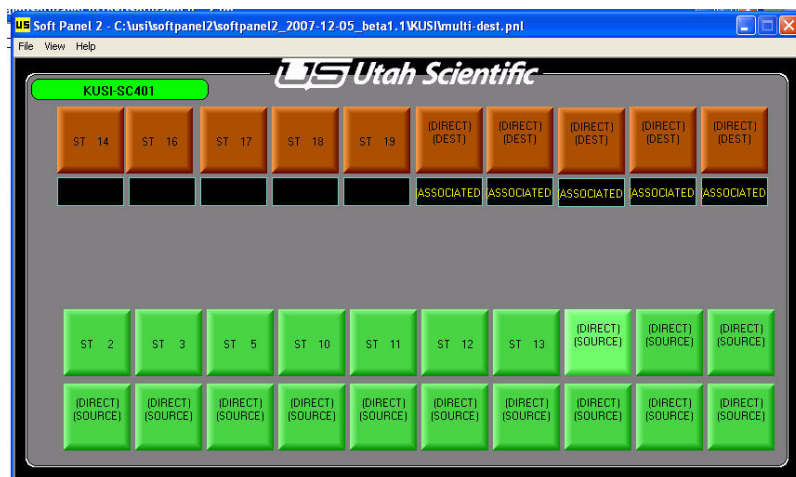 us Soft Panel 2 - C:\usi\softpanel2\softpanel2_2007-12-05_beta1.1\KUSI\multi-dest.pnl
File View Help
US Utah Scientific
KUSI-SC401
ST 14 ST 16 ST 17 ST 18 ST 19 (DIRECT) (DIRECT) (DIRECT) (DIRECT) (DIRECT)
(DEST) (DEST) (DEST) (DEST) (DEST)
(ASSOCIATED (ASSOCIATED (ASSOCIATED (ASSOCIATED (ASSOCIATED
ST 2 ST 3 ST 5 ST 10 ST 11 ST 12 ST 13 (DIRECT) (DIRECT) (DIRECT)
(SOURCE) (SOURCE) (SOURCE)
(DIRECT) (DIRECT) (DIRECT) (DIRECT) (DIRECT) (DIRECT) (DIRECT) (DIRECT) (DIRECT) (DIRECT)
(SOURCE) (SOURCE) (SOURCE) (SOURCE) (SOURCE) (SOURCE) (SOURCE) (SOURCE) (SOURCE) (SOURCE)